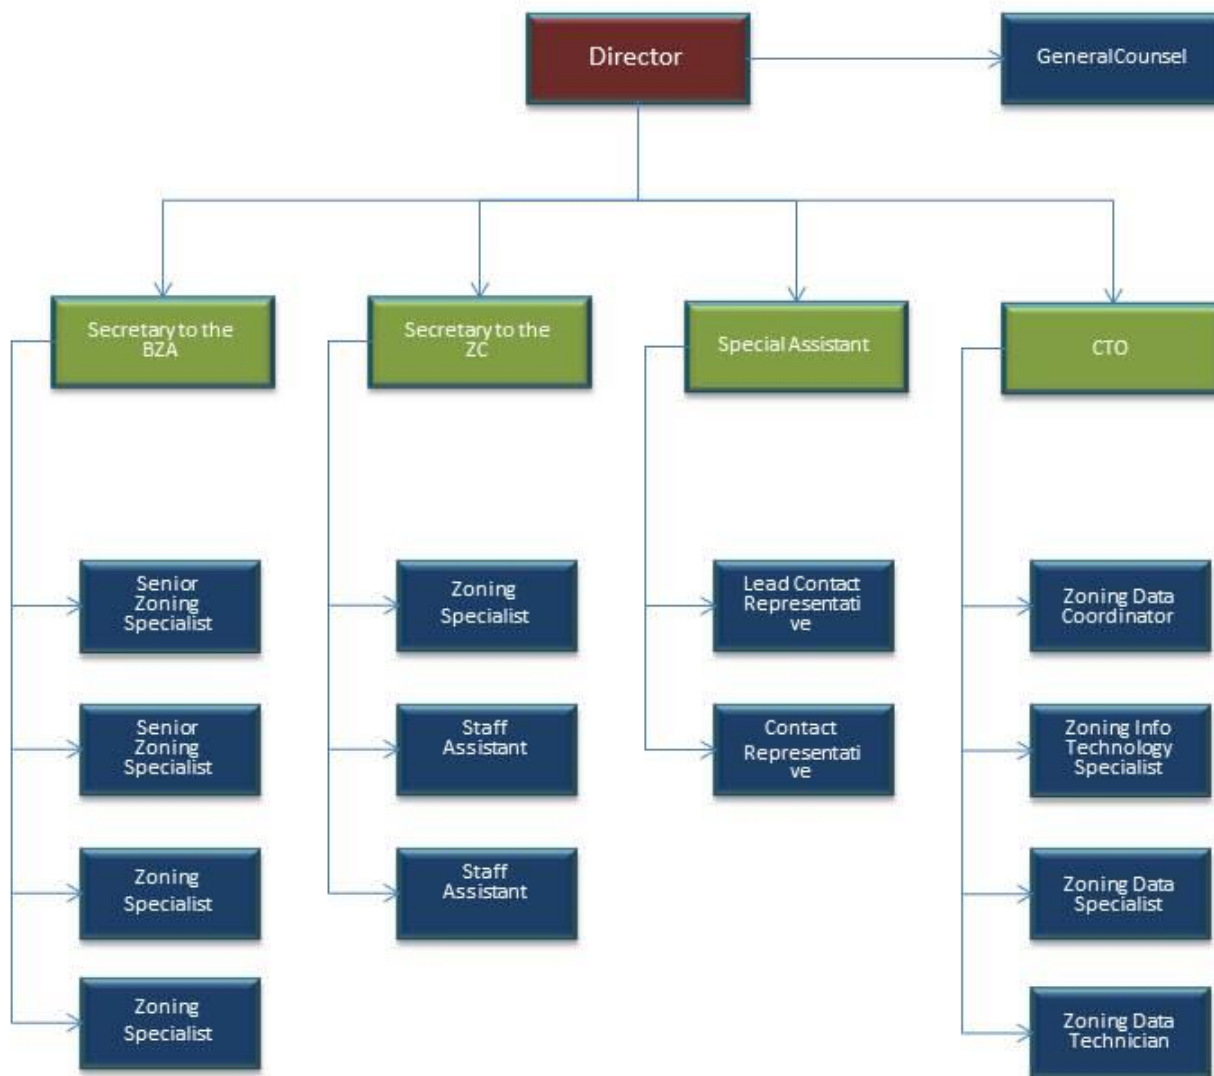 Director
GeneralCounsel
Secretary to the
BZA
Secretary to the
ZC
Special Assistant
CTO
Senior
Zoning
Specialist
Zoning
Specialist
Lead Contact
Representati
ve
Zoning Data
Coordinator
Senior
Zoning
Specialist
Staff
Assistant
Contact
Representati
ve
Zoning Info
Technology
Specialist
Zoning
Specialist
Staff
Assistant
Zoning Data
Specialist
Zoning
Specialist
Zoning Data
Technician